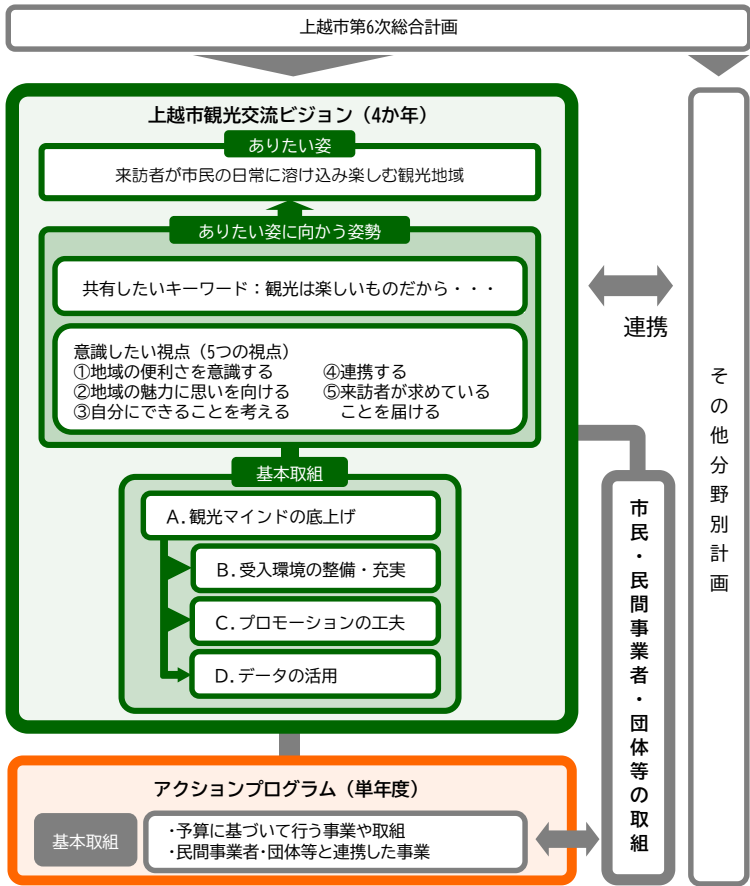 上越市第6次総合計画
上越市観光交流ビジョン（4か年）
ありたい姿
来訪者が市民の日常に溶け込み楽しむ観光地域
ありたい姿に向かう姿勢
共有したいキーワード：観光は楽しいものだから・・・
意識したい視点（5つの視点）
①地域の便利さを意識する
②地域の魅力に思いを向ける
③自分にできることを考える
④連携する
⑤来訪者が求めている
ことを届ける
基本取組
A.観光マインドの底上げ
B.受入環境の整備・充実
C.プロモーションの工夫
D.データの活用
連携
その他分野別計画
市民・民間事業者・団体等の取組
アクションプログラム（単年度）
基本取組
・予算に基づいて行う事業や取組
・民間事業者・団体等と連携した事業